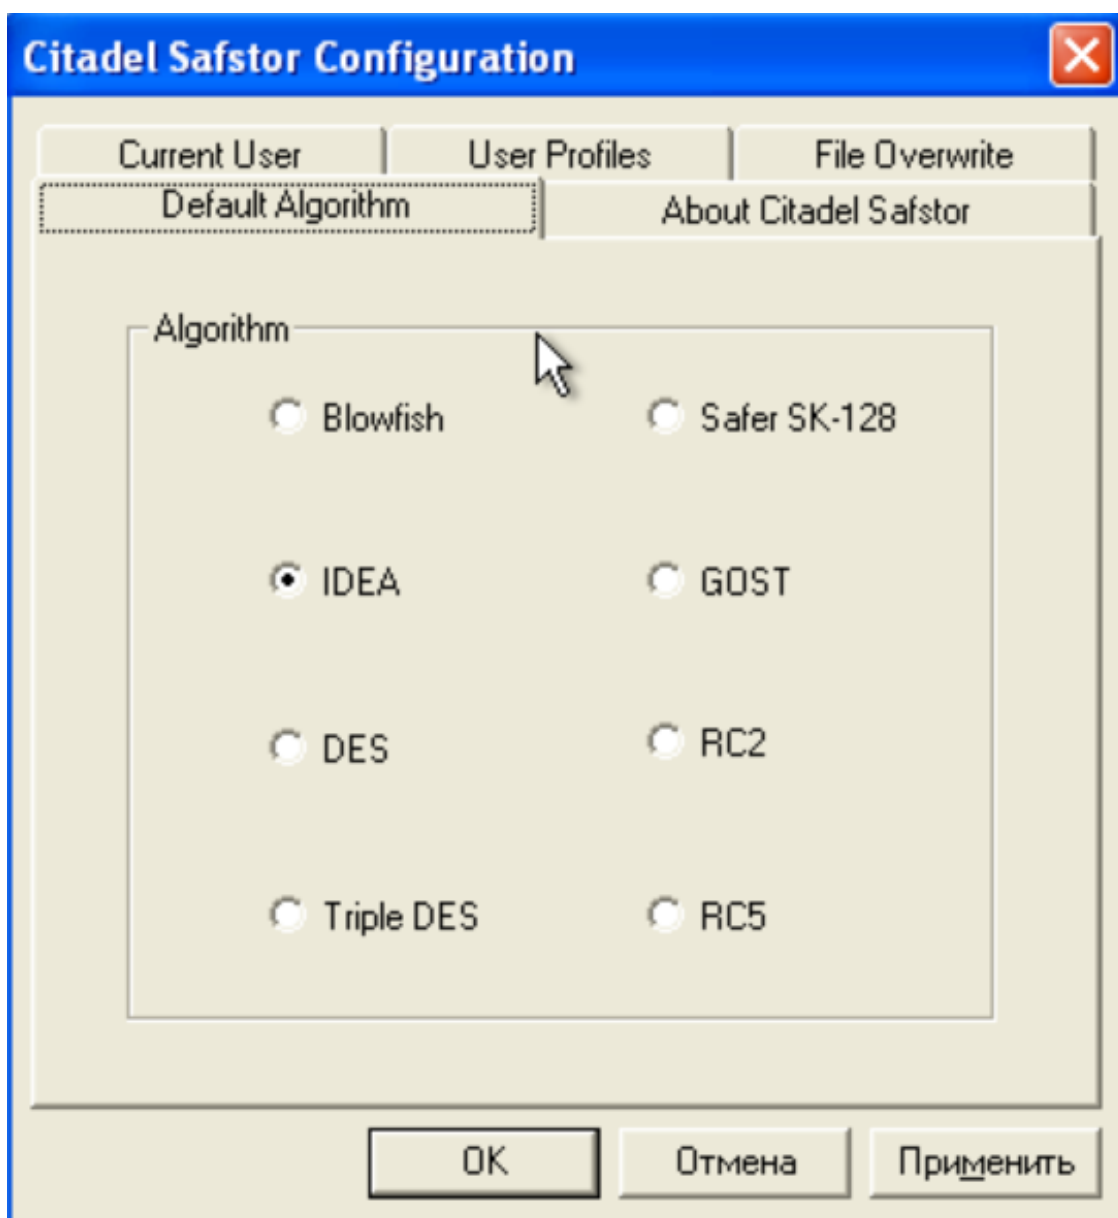 Citadel Safstor Configuration
Current User User Profiles File Overwrite
Default Algorithm About Citadel Safstor
Algorithm
Blowfish Safer SK-128
IDEA GOST
DES RC2
Triple DES RC5
OK Отмена Применить